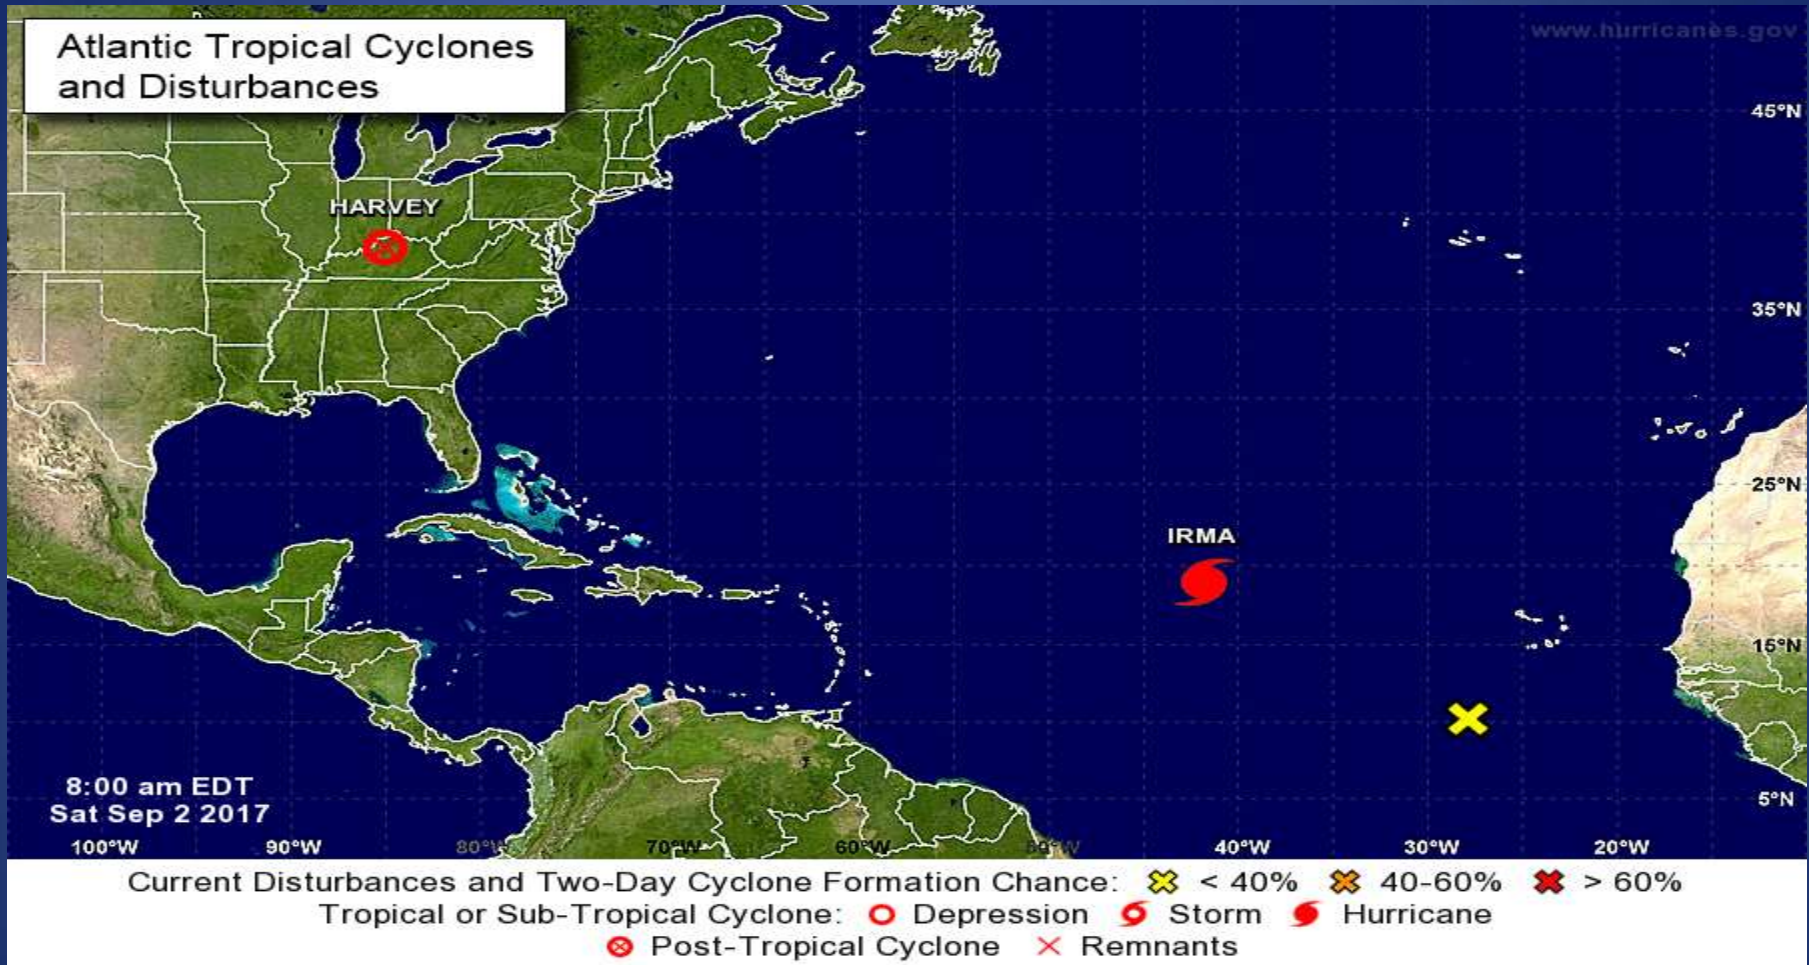 Atlantic Tropical Cyclones
and Disturbances
www.hurricanes.gov
45°N
HARVEY
35°N
25°N
IRMA
15°N
8:00 am EDT
Sat Sep 2 2017
5°N
100°W 90°W 80°W 70°W 60°W 50°W 40°W 30°W 20°W
Current Disturbances and Two-Day Cyclone Formation Chance: < 40% 40-60% > 60%
Tropical or Sub-Tropical Cyclone: Depression Storm Hurricane
Post-Tropical Cyclone Remnants